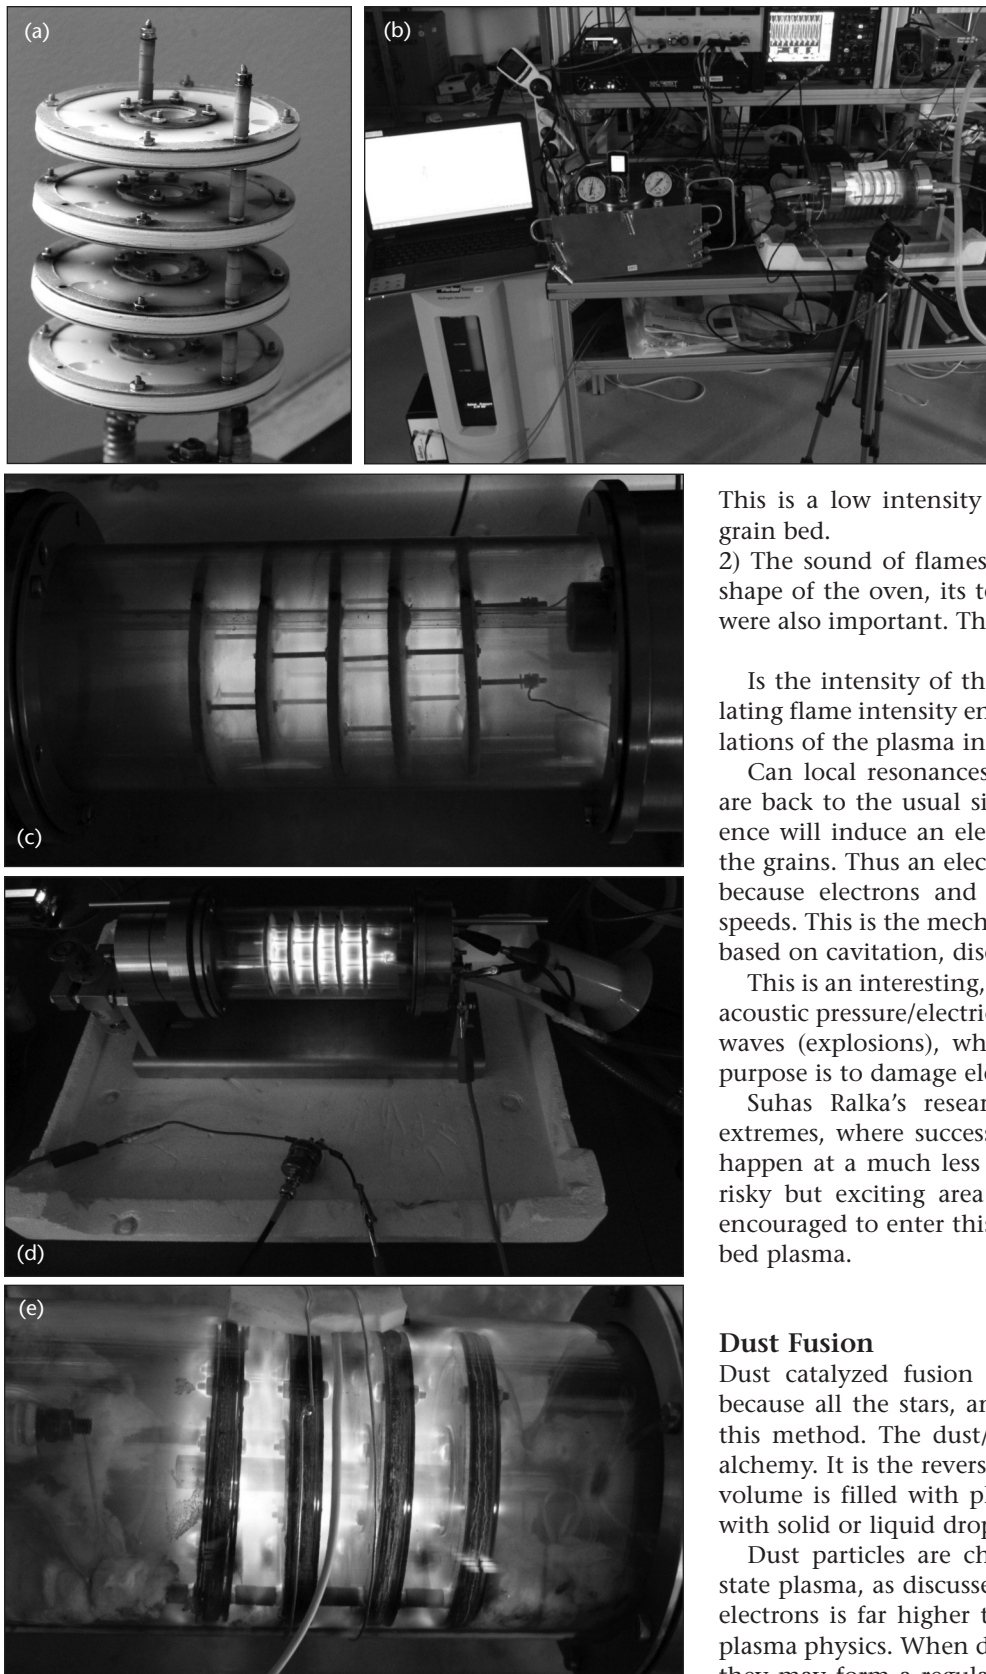 (a)
(b)
(c)
(d)
(e)
This is a low intensity
grain bed.
2) The sound of flames
shape of the oven, its te
were also important. Th
Is the intensity of th
lating flame intensity en
lations of the plasma in
Can local resonances
are back to the usual si
ence will induce an ele
the grains. Thus an elec
because electrons and
speeds. This is the mech
based on cavitation, disc
This is an interesting,
acoustic pressure/electric
waves (explosions), wh
purpose is to damage ele
Suhas Ralka's resear
extremes, where success
happen at a much less
risky but exciting area
encouraged to enter this
bed plasma.
Dust Fusion
Dust catalyzed fusion
because all the stars, an
this method. The dust/
alchemy. It is the revers
volume is filled with pl
with solid or liquid drop
Dust particles are ch
state plasma, as discusse
electrons is far higher t
plasma physics. When d
they may form a regula